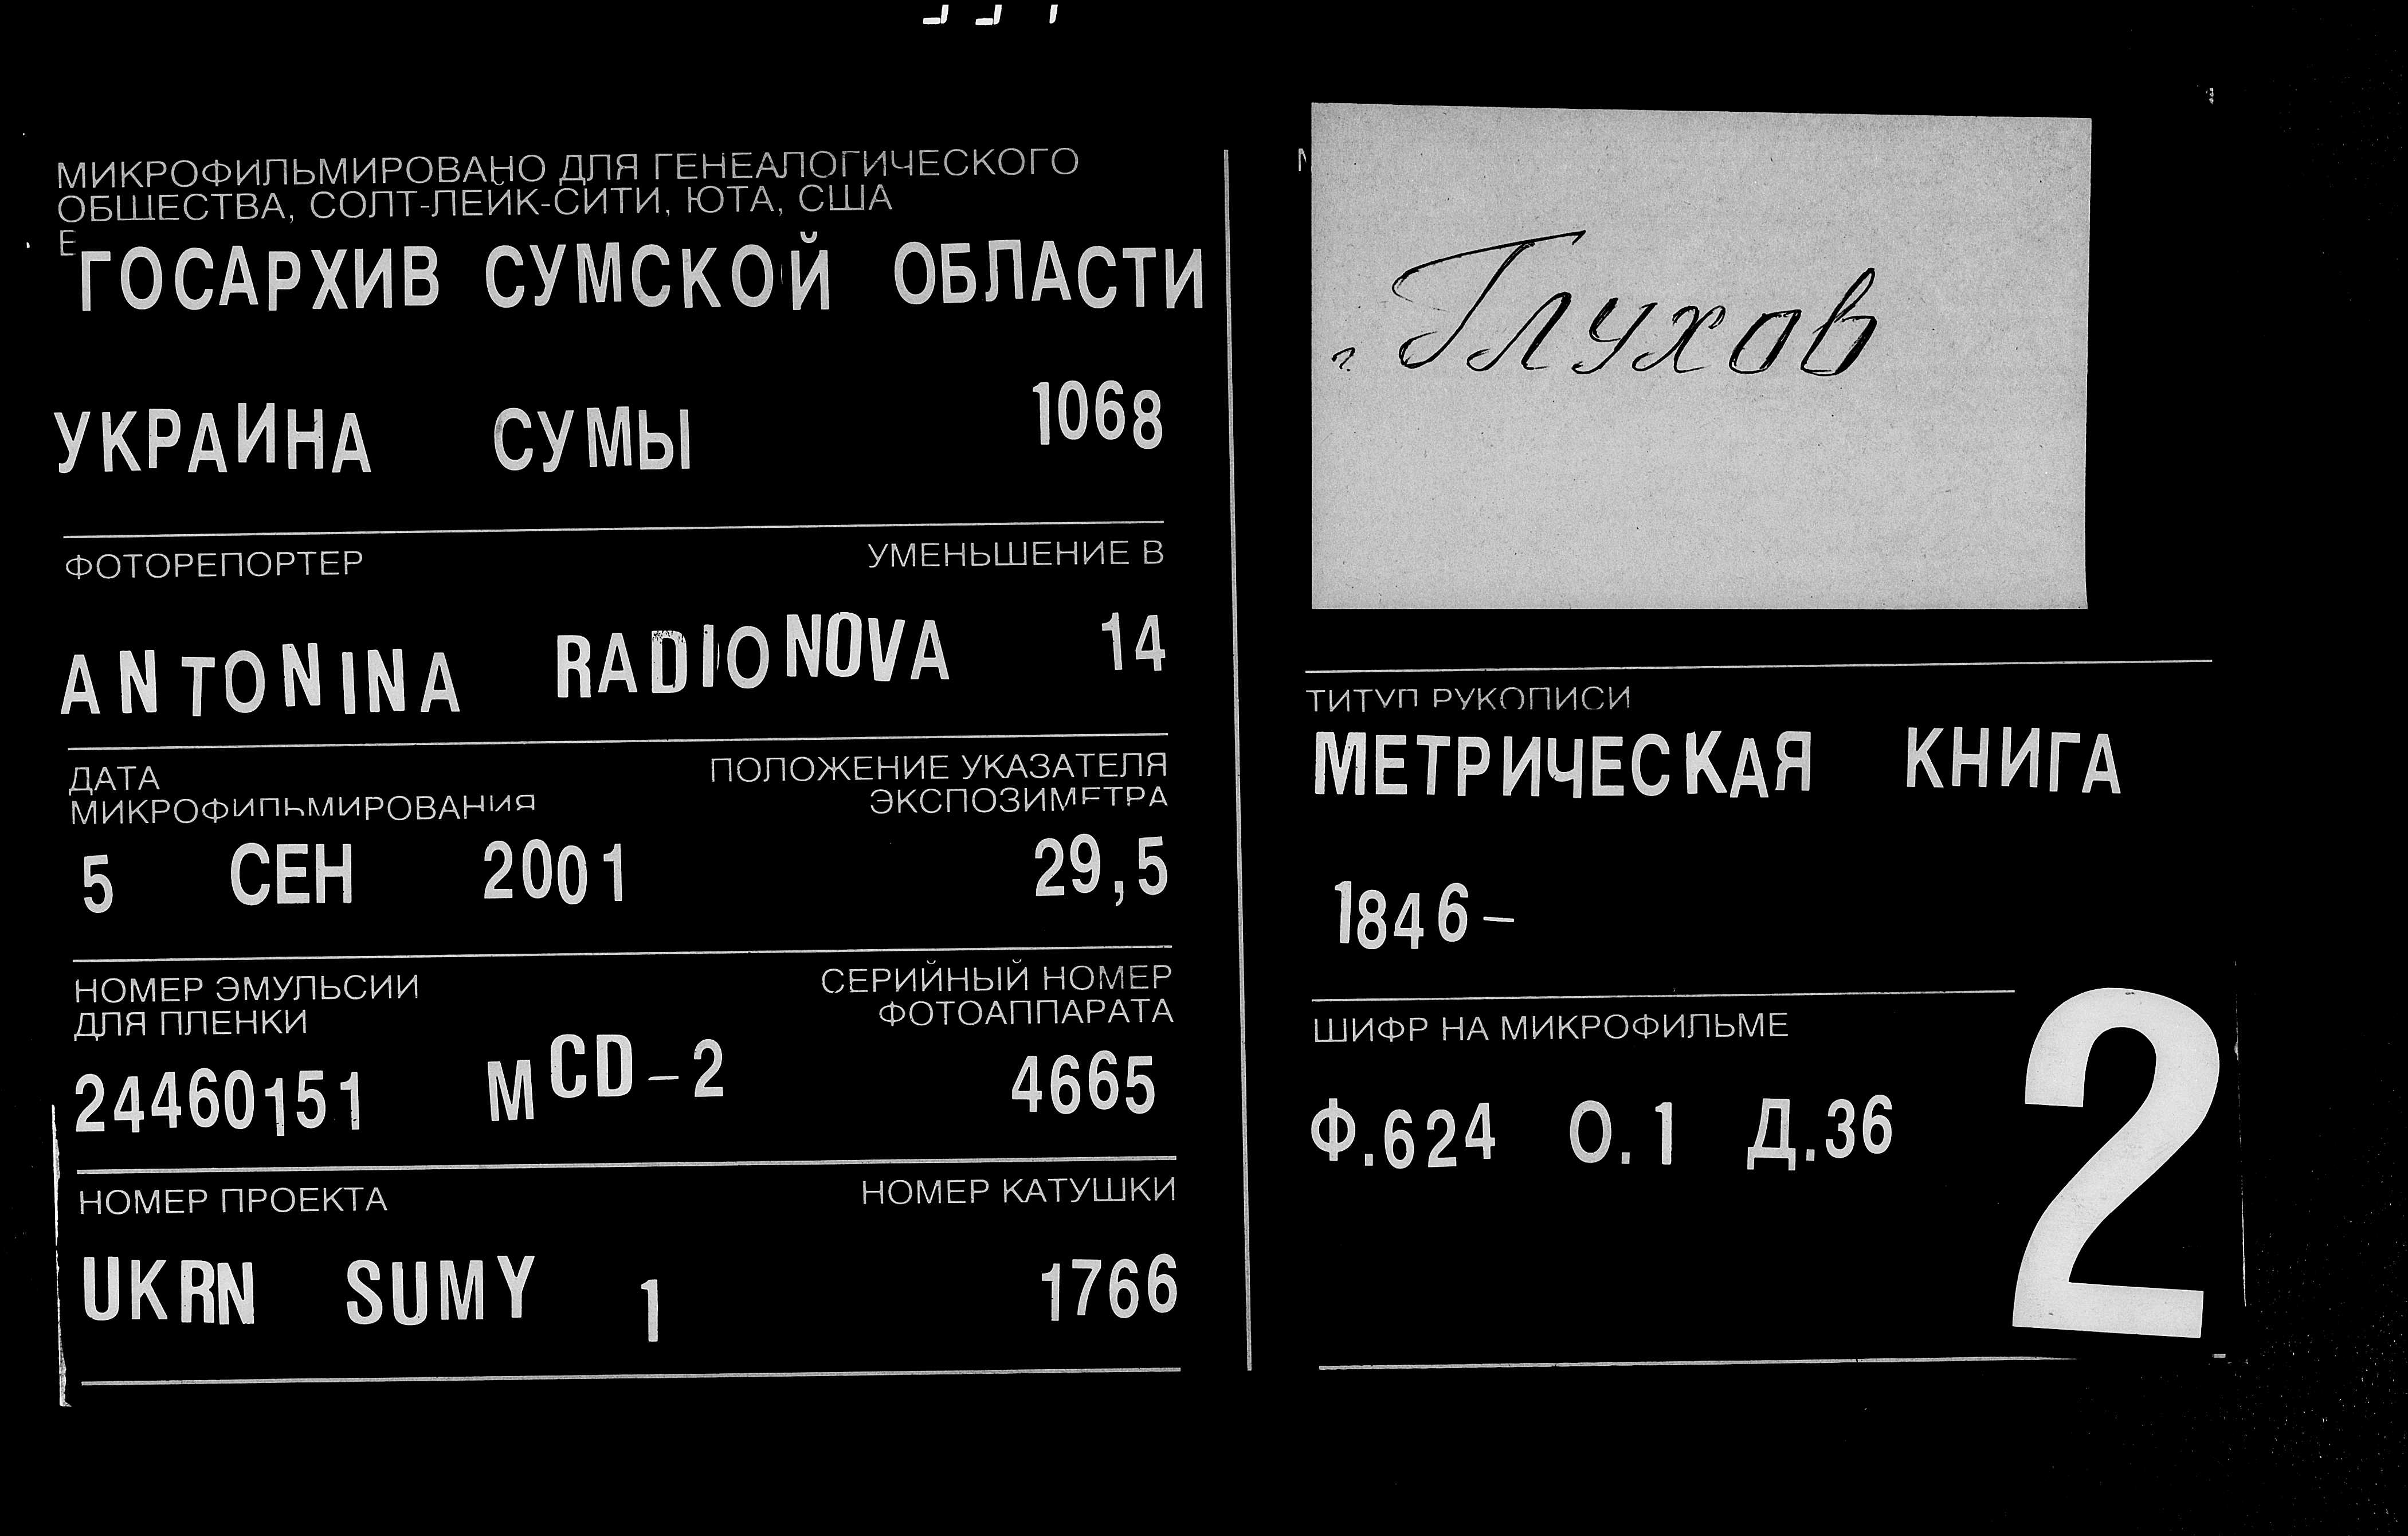 МИКРОФИЛЬМИРОВАНО ДЛЯ ГЕНЕАЛОГИЧЕСКОГО
ОБЩЕСТВА, СОЛТ-ЛЕЙК-СИТИ, ЮТА, США
ГОСАРХИВ СУМСКОЙ ОБЛАСТИ
УКРАИНА СУМЫ 1068
ФОТОРЕПОРТЕР УМЕНЬШЕНИЕ В
ANTONINA RADIONOVA 14
ДАТА
МИКРОФИЛЬМИРОВАНИЯ
ПОЛОЖЕНИЕ УКАЗАТЕЛЯ
ЭКСПОЗИМЕТРА
5 СЕН 2001 29,5
НОМЕР ЭМУЛЬСИИ
ДЛЯ ПЛЕНКИ
СЕРИЙНЫЙ НОМЕР
ФОТОАППАРАТА
24460151 MCD-2 4665
НОМЕР ПРОЕКТА НОМЕР КАТУШКИ
UKRN SUMY 1 1766
г. Глухов
ТИТУЛ РУКОПИСИ
МЕТРИЧЕСКАЯ КНИГА
1846-
ШИФР НА МИКРОФИЛЬМЕ
Ф.624 О.1 Д.36
2